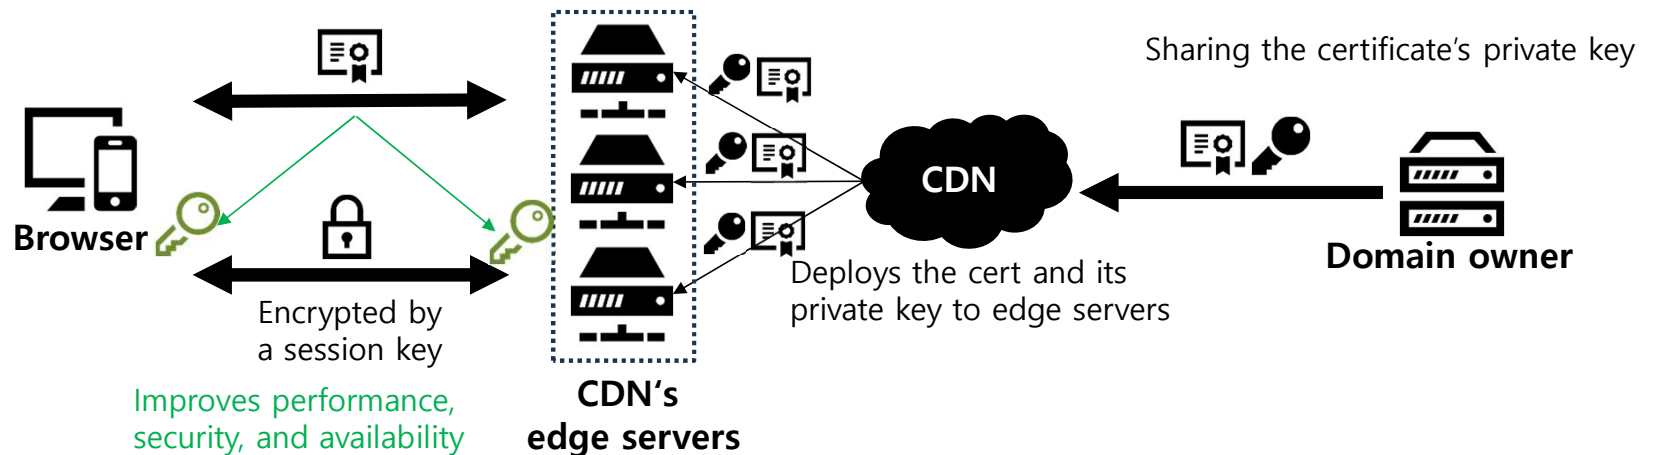 Sharing the certificate’s private key
CDN
Browser
Domain owner
Deploys the cert and its
private key to edge servers
Encrypted by
a session key
CDN‘s
edge servers
Improves performance,
security, and availability